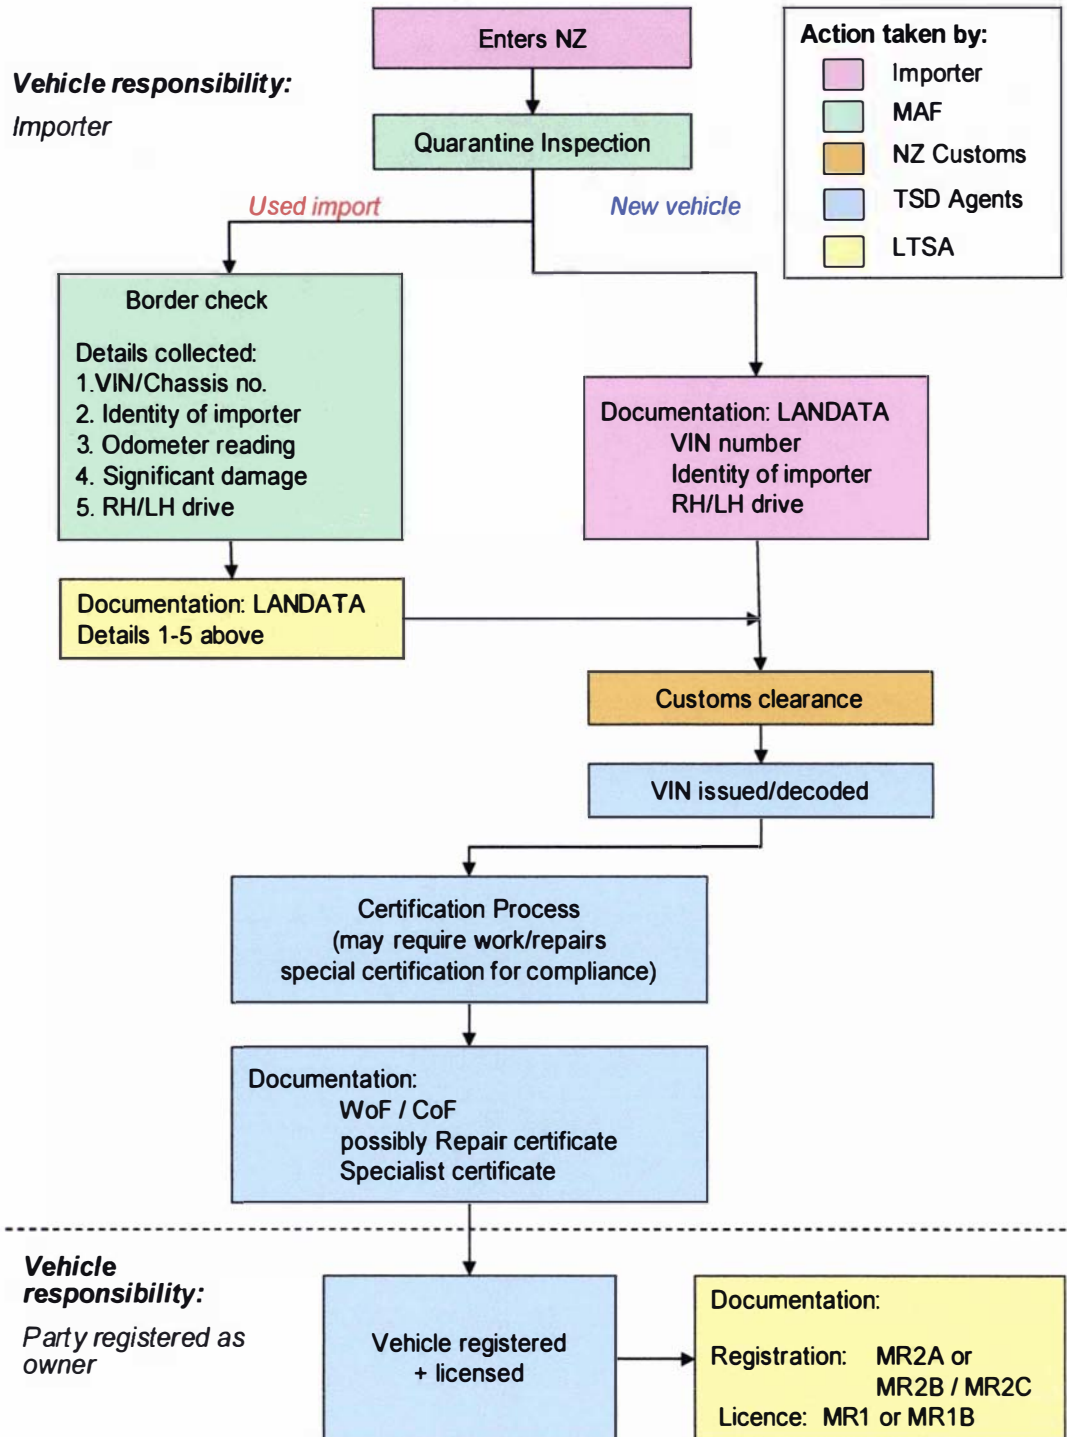 Enters NZ
Action taken by:
Importer
MAF
NZ Customs
TSD Agents
LTSA
Vehicle responsibility:
Importer
Quarantine Inspection
Used import
New vehicle
Border check
Details collected:
1.VIN/Chassis no.
2. Identity of importer
3. Odometer reading
4. Significant damage
5. RH/LH drive
Documentation: LANDATA
VIN number
Identity of importer
RH/LH drive
Documentation: LANDATA
Details 1-5 above
Customs clearance
VIN issued/decoded
Certification Process
(may require work/repairs
special certification for compliance)
Documentation:
WoF / CoF
possibly Repair certificate
Specialist certificate
Vehicle
responsibility:
Party registered as
owner
Vehicle registered
+ licensed
Documentation:
Registration: MR2A or
MR2B / MR2C
Licence: MR1 or MR1B